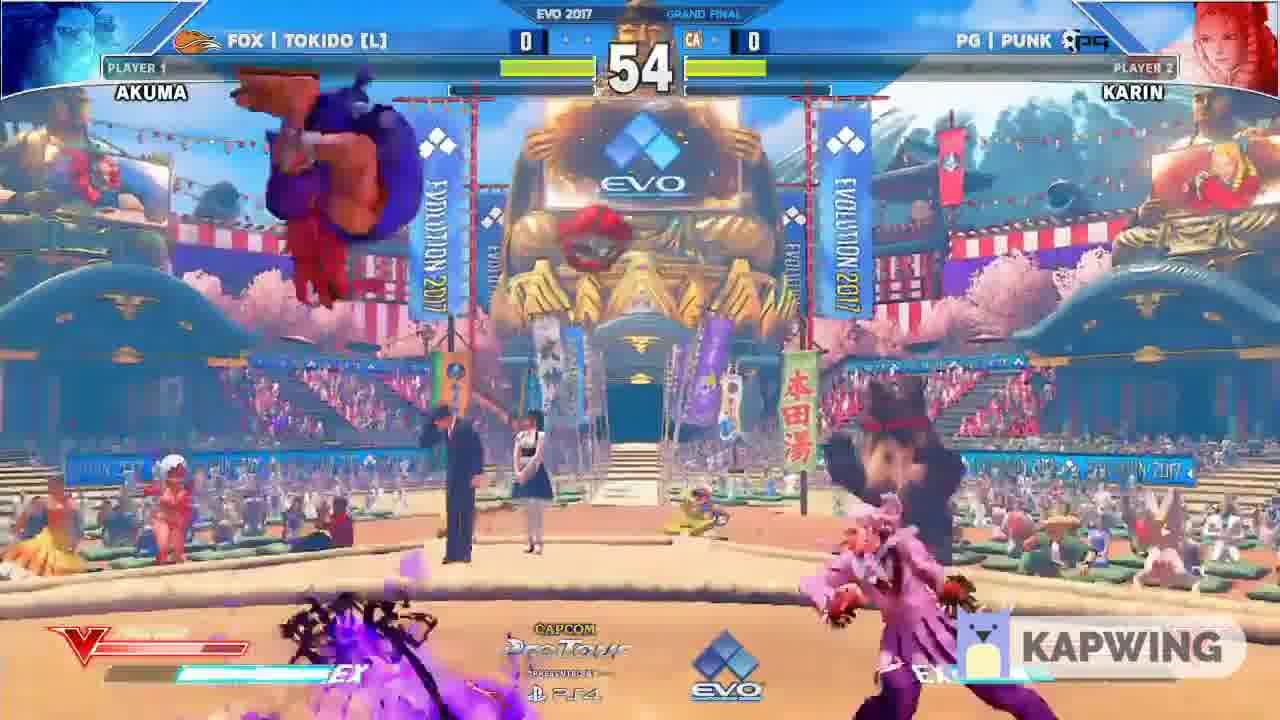 EVO 2017
GRAND FINAL
FOX | TOKIDO [L]
0
54
CA
0
PG | PUNK
PLAYER 1
PLAYER 2
AKUMA
KARIN
EVO
EVOLUTION 2017
EVOLUTION 2017
本田湯
EX
EX
CAPCOM
PRO TOUR
PS4
EVO
KAPWING